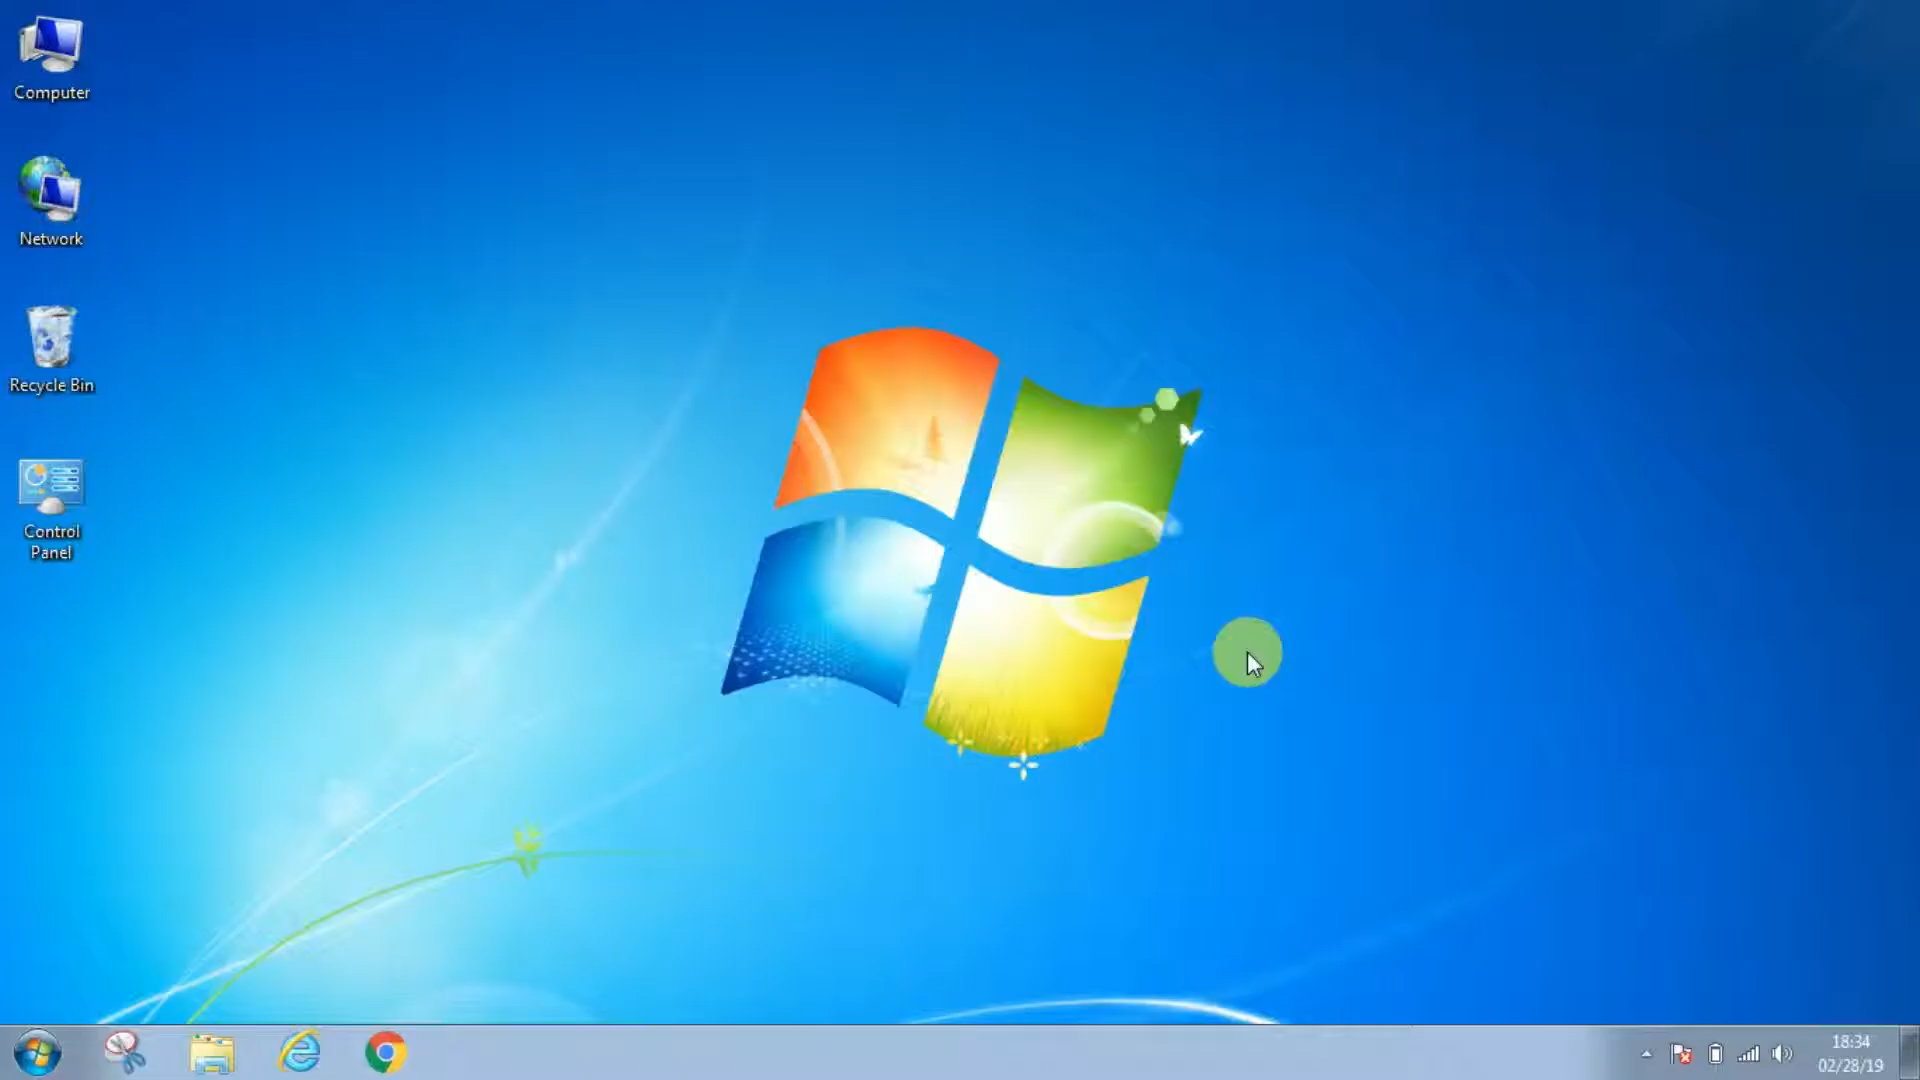 Computer
Network
Recycle Bin
Control
Panel
18:34
02/28/19